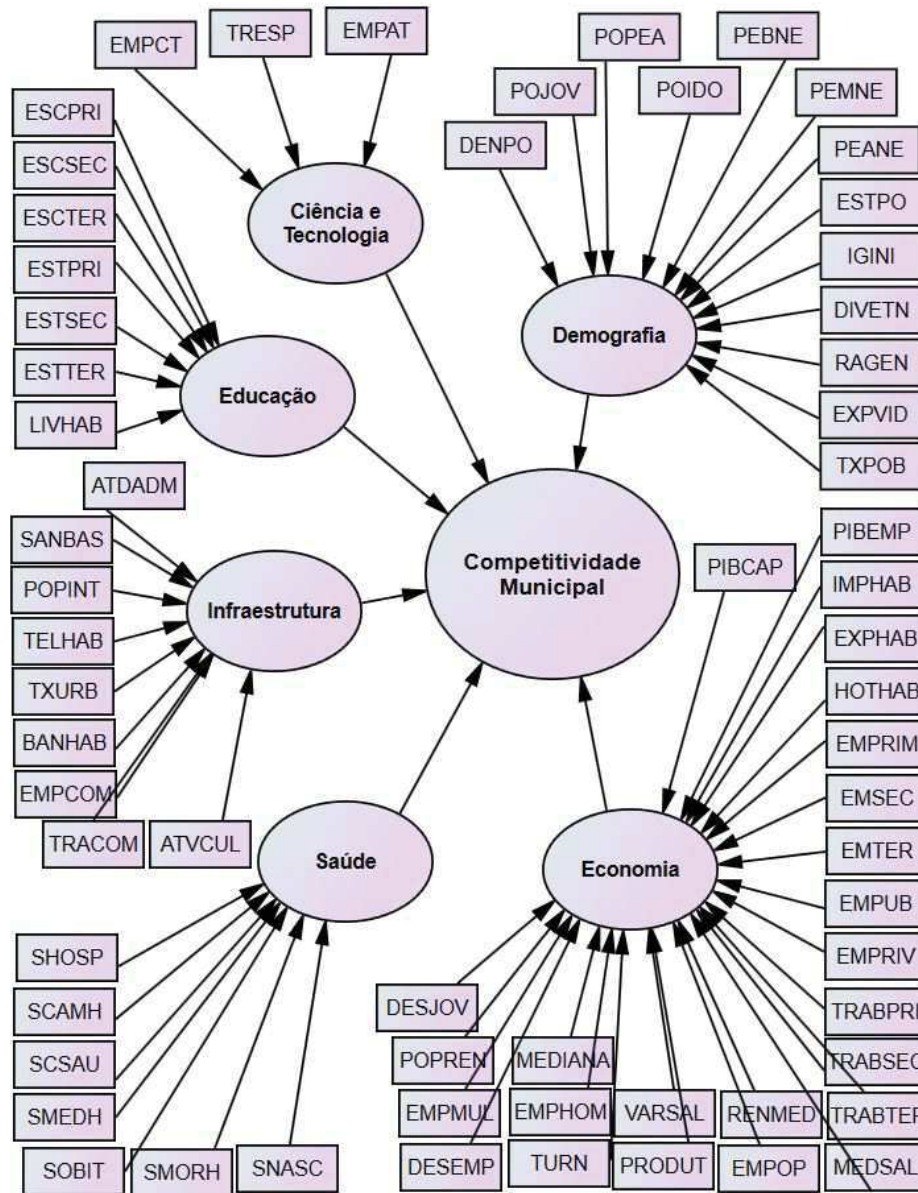 EMPCT
TRESP
EMPAT
POPEA
PEBNE
POJOV
POIDO
PEMNE
DENPO
ESCPRI
ESCSEC
ESCTER
ESTPRI
ESTSEC
ESTTER
LIVHAB
PEANE
ESTPO
IGINI
DIVETN
RAGEN
EXPVID
TXPOB
Ciência e
Tecnologia
Demografia
Educação
ATDADM
SANBAS
POPINT
TELHAB
TXURB
BANHAB
EMPCOM
TRACOM
ATVCUL
Infraestrutura
Competitividade
Municipal
PIBCAP
PIBEMP
IMPHAB
EXPHAB
HOTHAB
EMPRIM
EMSEC
EMTER
EMPUB
EMPRIV
TRABPRI
TRABSEC
TRABTER
MEDSAL
Saúde
Economia
SHOSP
SCAMH
SCSAU
SMEDH
SOBIT
SMORH
SNASC
DESJOV
POPREN
EMPMUL
DESEMP
MEDIANA
EMPHOM
TURN
VARSAL
PRODUT
RENMED
EMPOP